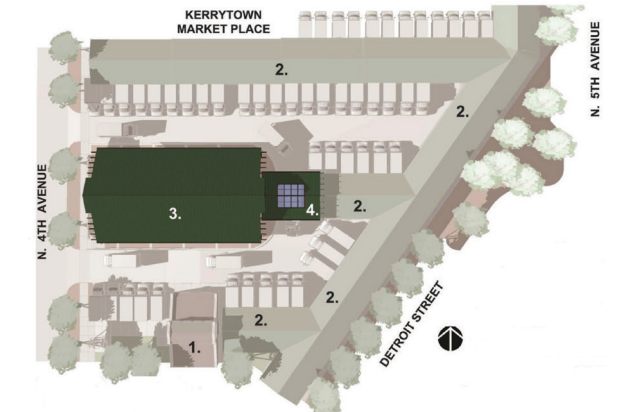 KERRYTOWN
MARKET PLACE
N. 5TH AVENUE
2.
2.
N. 4TH AVENUE
3.
4.
2.
2.
2.
1.
DETROIT STREET